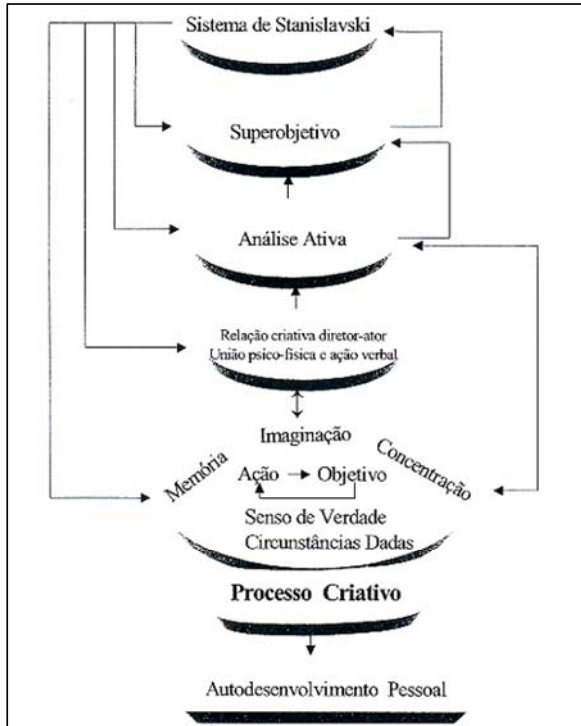 Sistema de Stanislavski
Superobjetivo
Análise Ativa
Relação criativa diretor-ator
União psico-física e ação verbal
Imaginação
Memória
Concentração
Ação
Objetivo
Senso de Verdade
Circunstâncias Dadas
Processo Criativo
Autodesenvolvimento Pessoal